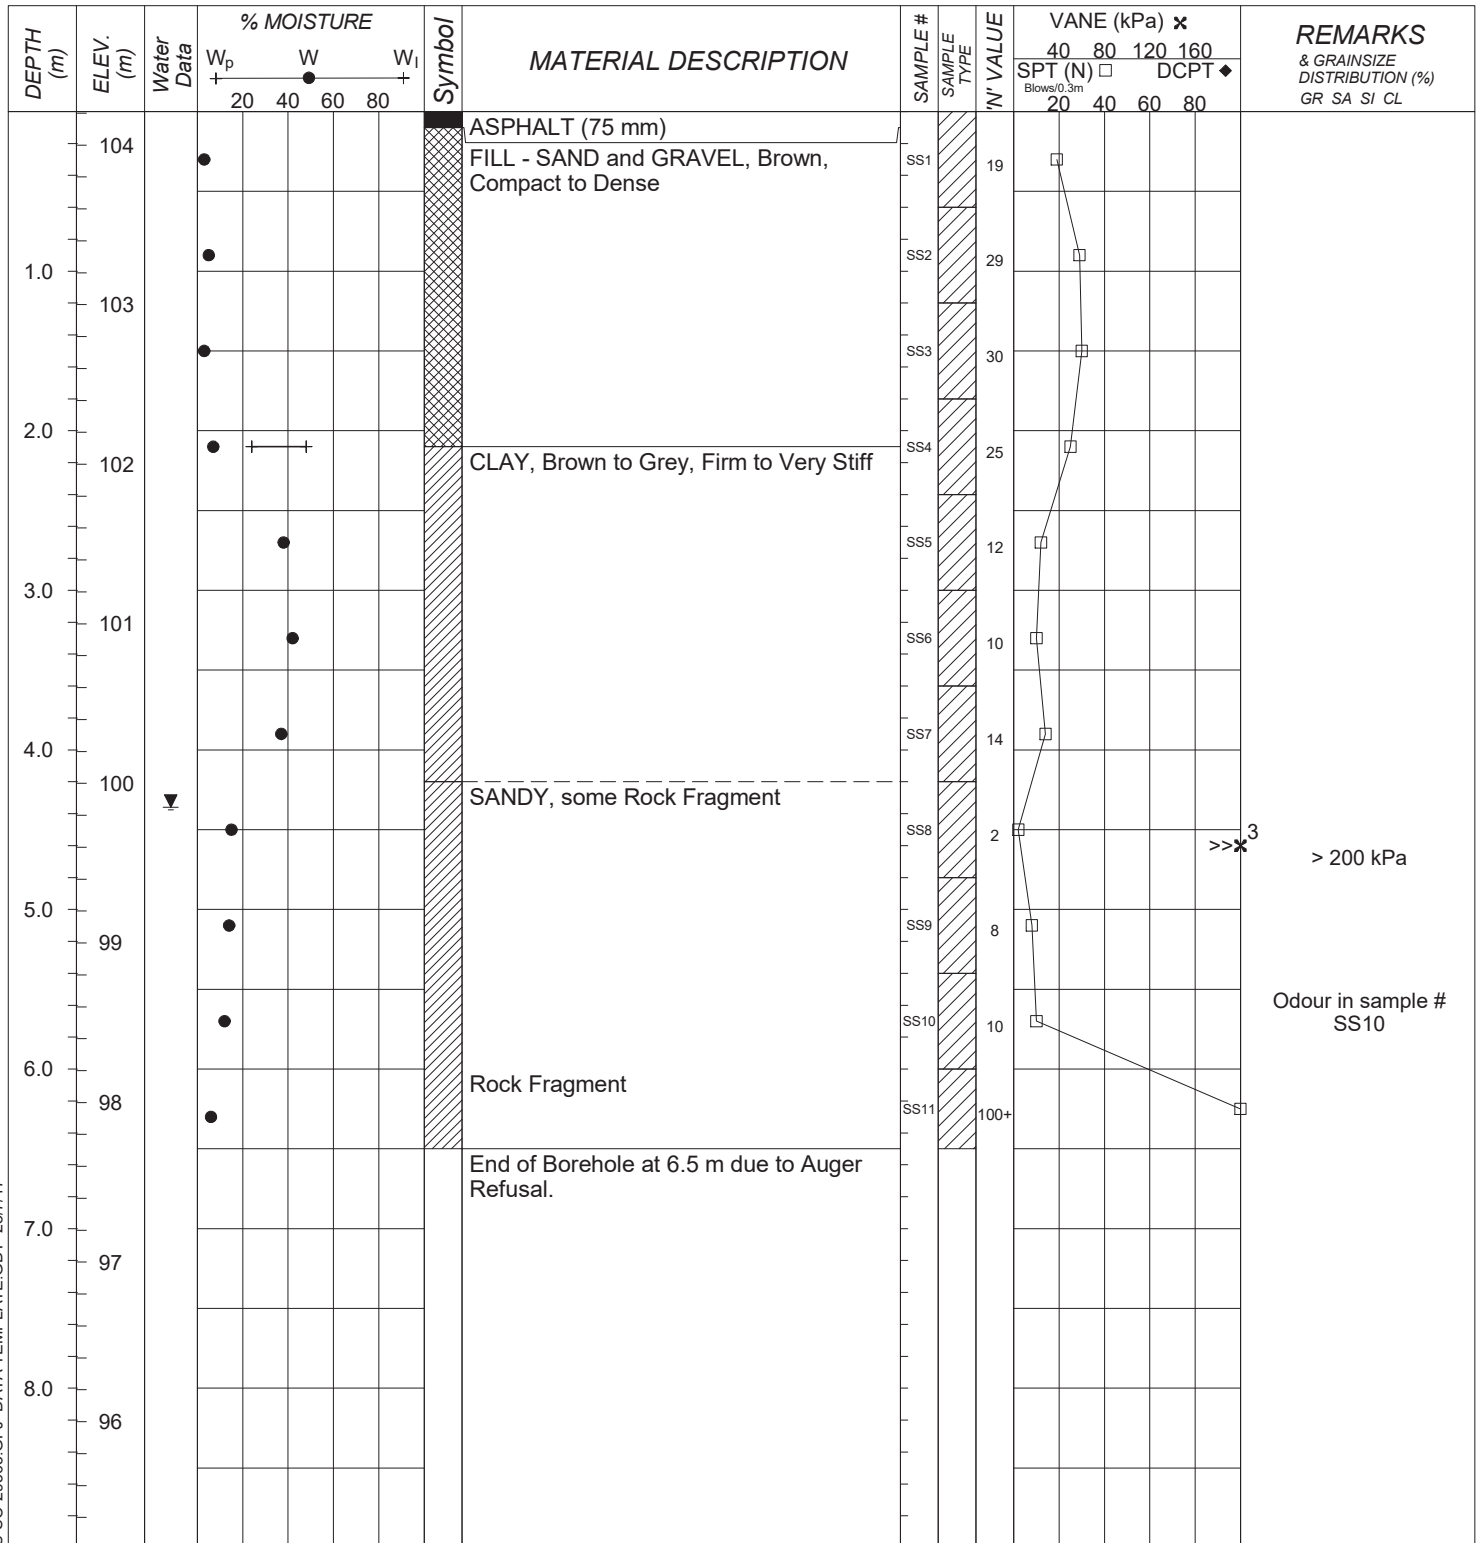 DEPTH (m)
ELEV. (m)
Water Data
% MOISTURE
Wp W Wl
20 40 60 80
Symbol
MATERIAL DESCRIPTION
SAMPLE #
SAMPLE TYPE
'N' VALUE
VANE (kPa)
40 80 120 160
SPT (N) DCPT
Blows/0.3m
20 40 60 80
REMARKS
& GRAINSIZE
DISTRIBUTION (%)
GR SA SI CL
ASPHALT (75 mm)
104
FILL - SAND and GRAVEL, Brown,
Compact to Dense
SS1 19
SS2 29
1.0
103
SS3 30
2.0
SS4 25
102
CLAY, Brown to Grey, Firm to Very Stiff
SS5 12
3.0
101
SS6 10
SS7 14
4.0
100
SANDY, some Rock Fragment
SS8 2
3
>>
> 200 kPa
5.0
SS9 8
99
Odour in sample #
SS10
SS10 10
6.0
Rock Fragment
98
SS11 100+
End of Borehole at 6.5 m due to Auger
Refusal.
7.0
97
8.0
96